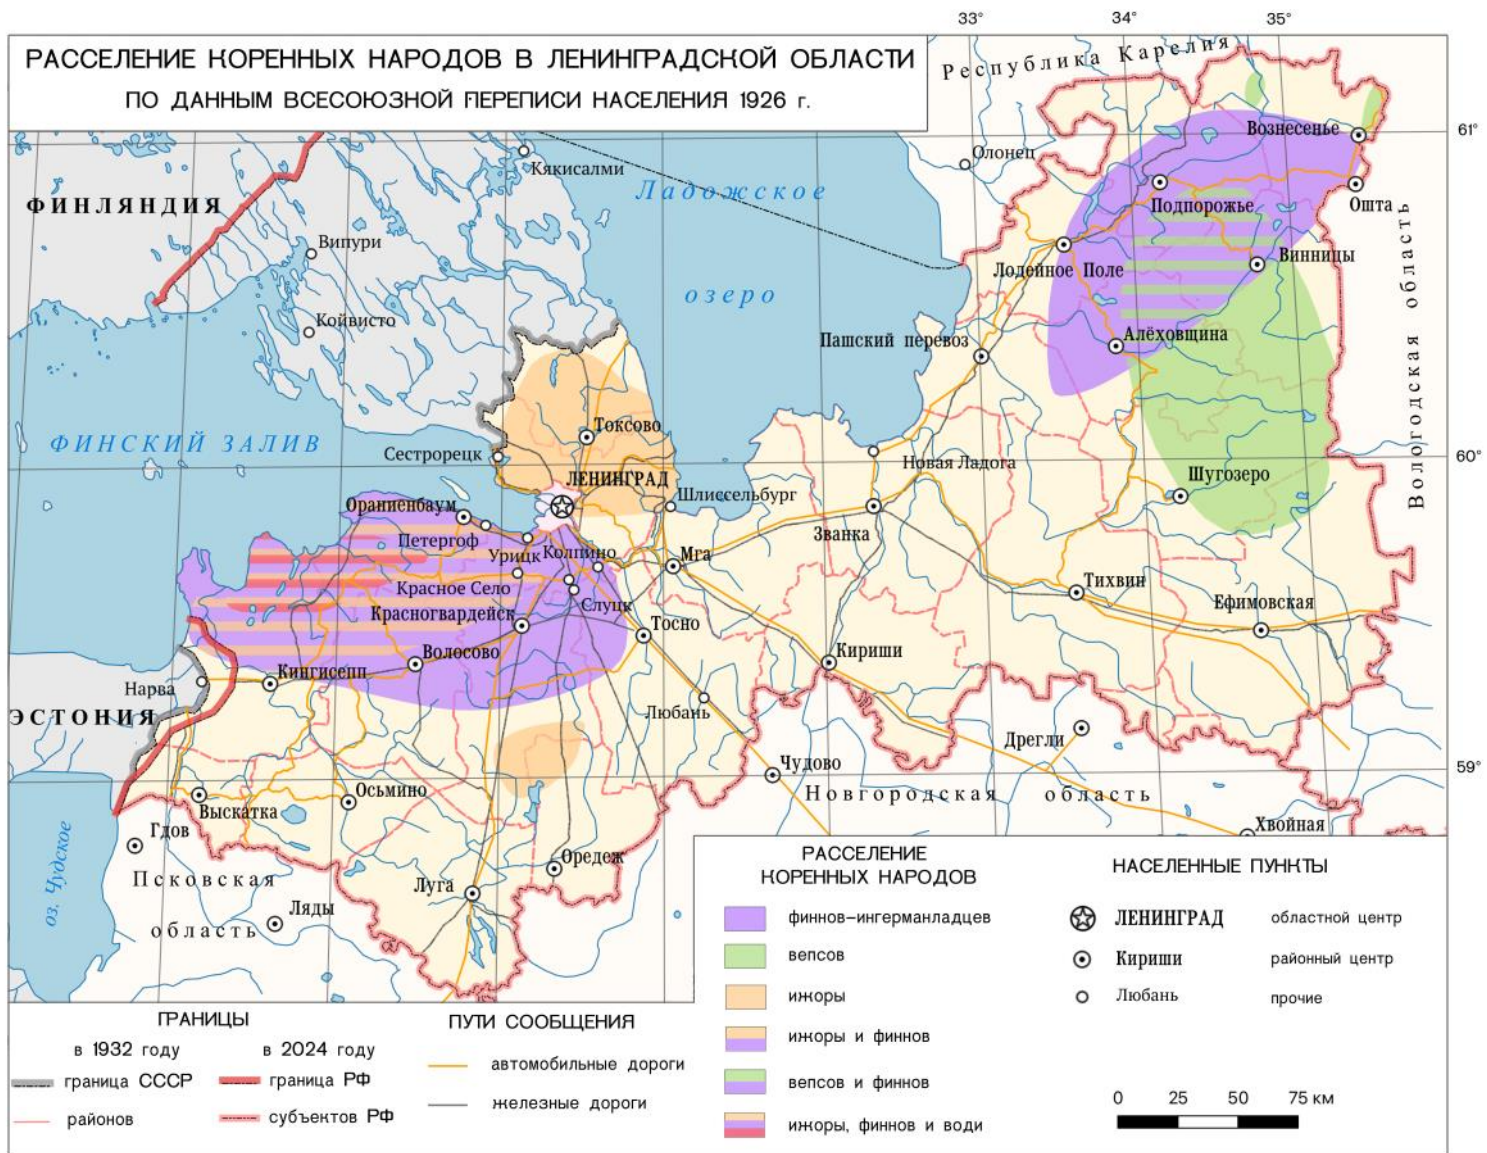 33°
34°
35°
РАССЕЛЕНИЕ КОРЕННЫХ НАРОДОВ В ЛЕНИНГРАДСКОЙ ОБЛАСТИ
ПО ДАННЫМ ВСЕСОЮЗНОЙ ПЕРЕПИСИ НАСЕЛЕНИЯ 1926 г.
Республика Карелия
61°
Вознесенье
Олонец
Кякисалми
Ладожское
ФИНЛЯНДИЯ
Подпорожье
Ошта
Випури
Винницы
Лодейное Поле
озеро
Вологодская область
Койвисто
Пашский перевоз
Алёховщина
ФИНСКИЙ ЗАЛИВ
Токсово
Сестрорецк
60°
Новая Ладога
ЛЕНИНГРАД
Шугозеро
Шлиссельбург
Ораниенбаум
Петергоф
Званка
Урицк
Колпино
Мга
Красное Село
Тихвин
Слуцк
Ефимовская
Красногвардейск
Тосно
Волосово
Кириши
Кингисепп
Нарва
Любань
ЭСТОНИЯ
Дрегли
Чудово
59°
Новгородская область
Осьмино
Выскатка
Хвойная
Гдов
оз. Чудское
Оредеж
Псковская
Луга
Ляды
область
РАССЕЛЕНИЕ
КОРЕННЫХ НАРОДОВ
финнов-ингерманладцев
вепсов
ижоры
ижоры и финнов
вепсов и финнов
ижоры, финнов и води
НАСЕЛЕННЫЕ ПУНКТЫ
ЛЕНИНГРАД областной центр
Кириши районный центр
Любань прочие
ГРАНИЦЫ
в 1932 году
в 2024 году
граница СССР
граница РФ
районов
субъектов РФ
ПУТИ СООБЩЕНИЯ
автомобильные дороги
железные дороги
0 25 50 75 км